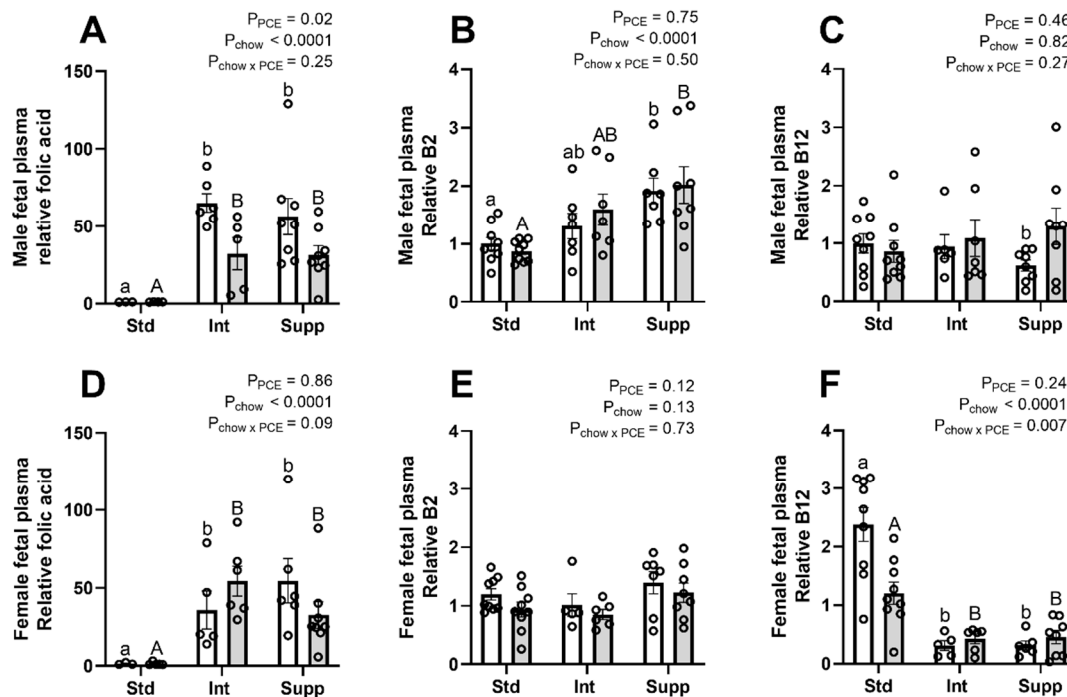 A
P_PCE = 0.02
P_chow < 0.0001
P_chow x PCE = 0.25
Male fetal plasma
relative folic acid
150
100
50
0
a
A
b
B
b
B
Std
Int
Supp
B
P_PCE = 0.75
P_chow < 0.0001
P_chow x PCE = 0.50
Male fetal plasma
Relative B2
4
3
2
1
0
a
A
ab
AB
b
B
Std
Int
Supp
C
P_PCE = 0.46
P_chow = 0.82
P_chow x PCE = 0.27
Male fetal plasma
Relative B12
4
3
2
1
0
Std
Int
Supp
D
P_PCE = 0.86
P_chow < 0.0001
P_chow x PCE = 0.09
Female fetal plasma
Relative folic acid
150
100
50
0
a
A
b
B
b
B
Std
Int
Supp
E
P_PCE = 0.12
P_chow = 0.13
P_chow x PCE = 0.73
Female fetal plasma
Relative B2
4
3
2
1
0
Std
Int
Supp
F
P_PCE = 0.24
P_chow < 0.0001
P_chow x PCE = 0.007
Female fetal plasma
Relative B12
4
3
2
1
0
a
A
b
B
b
B
Std
Int
Supp